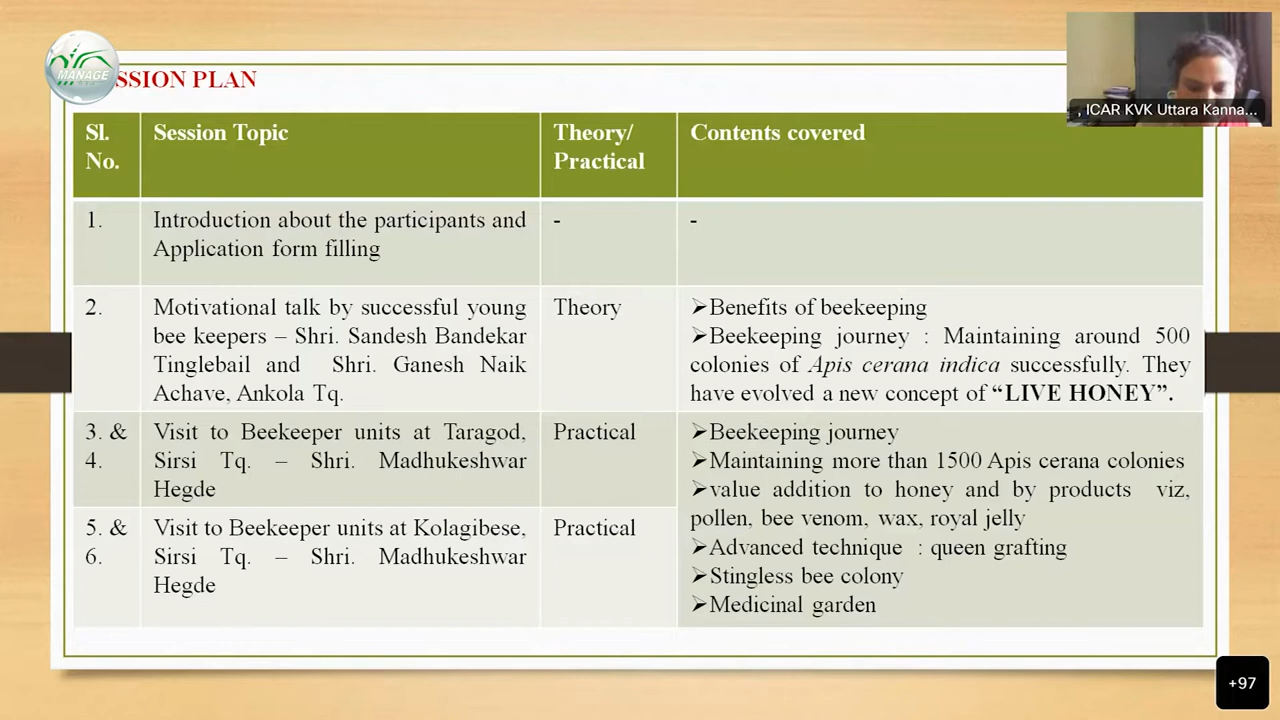 MANAGE
SSION PLAN
, ICAR KVK Uttara Kanna...
Sl. No.
Session Topic
Theory/ Practical
Contents covered
1.
Introduction about the participants and
Application form filling
-
-
2.
Motivational talk by successful young
bee keepers – Shri. Sandesh Bandekar
Tinglebail and Shri. Ganesh Naik
Achave, Ankola Tq.
Theory
➢Benefits of beekeeping
➢Beekeeping journey : Maintaining around 500
colonies of Apis cerana indica successfully. They
have evolved a new concept of “LIVE HONEY”.
3. &
4.
Visit to Beekeeper units at Taragod,
Sirsi Tq. – Shri. Madhukeshwar
Hegde
Practical
➢Beekeeping journey
➢Maintaining more than 1500 Apis cerana colonies
➢value addition to honey and by products viz,
pollen, bee venom, wax, royal jelly
➢Advanced technique : queen grafting
➢Stingless bee colony
➢Medicinal garden
5. &
6.
Visit to Beekeeper units at Kolagibese,
Sirsi Tq. – Shri. Madhukeshwar
Hegde
Practical
+97